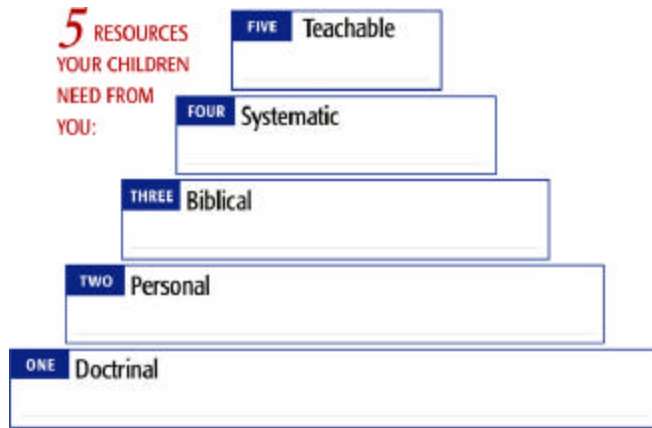 5 RESOURCES
YOUR CHILDREN
NEED FROM
YOU:
FIVE Teachable
FOUR Systematic
THREE Biblical
TWO Personal
ONE Doctrinal